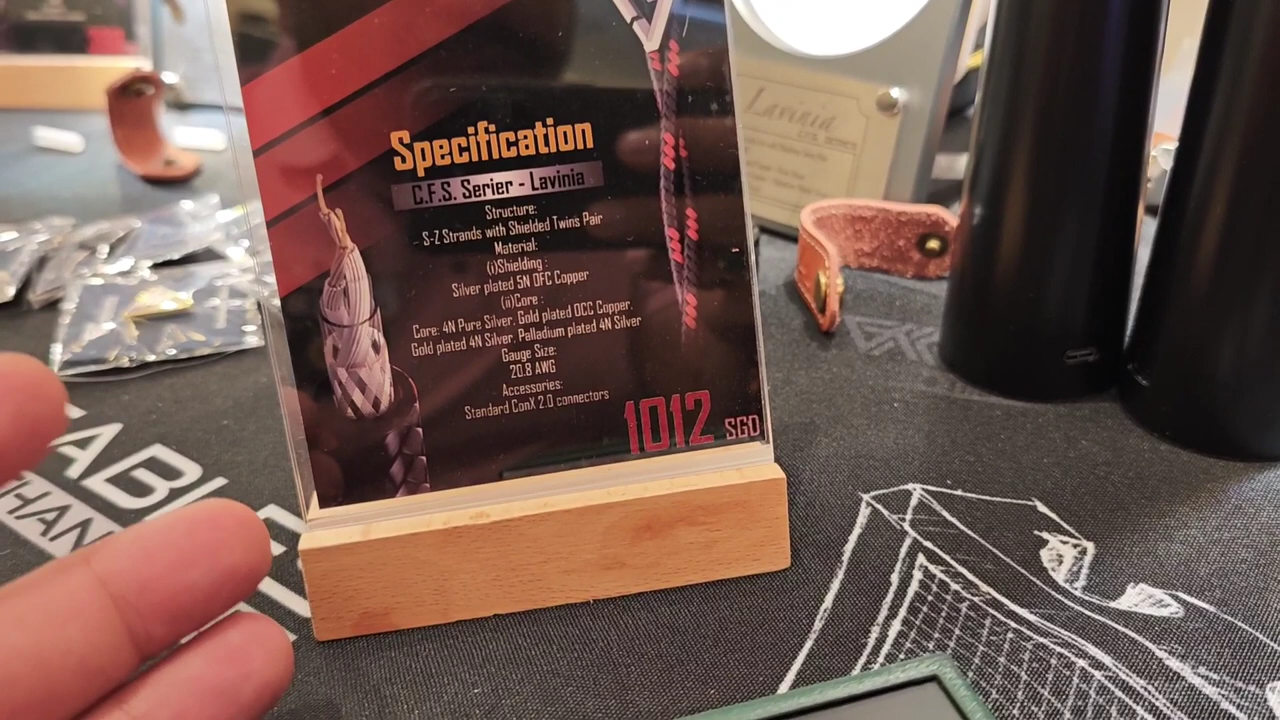 Specification
C.F.S. Serier - Lavinia
Structure:
- S-Z Strands with Shielded Twins Pair
Material:
(i)Shielding :
Silver plated 5N OFC Copper
(ii)Core :
Core: 4N Pure Silver, Gold plated OCC Copper,
Gold plated 4N Silver, Palladium plated 4N Silver
Gauge Size:
20.8 AWG
Accessories:
Standard ConX 2.0 connectors
1012 SGD
Lavinia